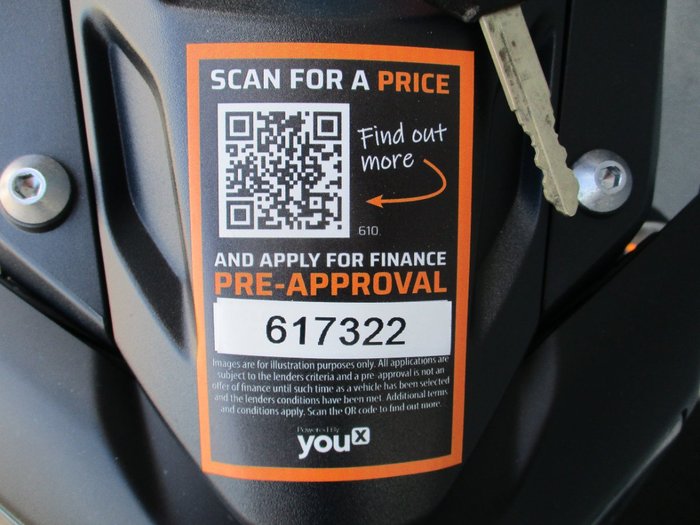 SCAN FOR A PRICE
Find out
more
610
AND APPLY FOR FINANCE
PRE-APPROVAL
617322
Images are for illustration purposes only. All applications are
subject to the lenders criteria and a pre approval is not an
offer of finance until such time as a vehicle has been selected
and the lenders conditions have been met. Additional terms
and conditions apply. Scan the QR code to find out more.
Powered By
youX